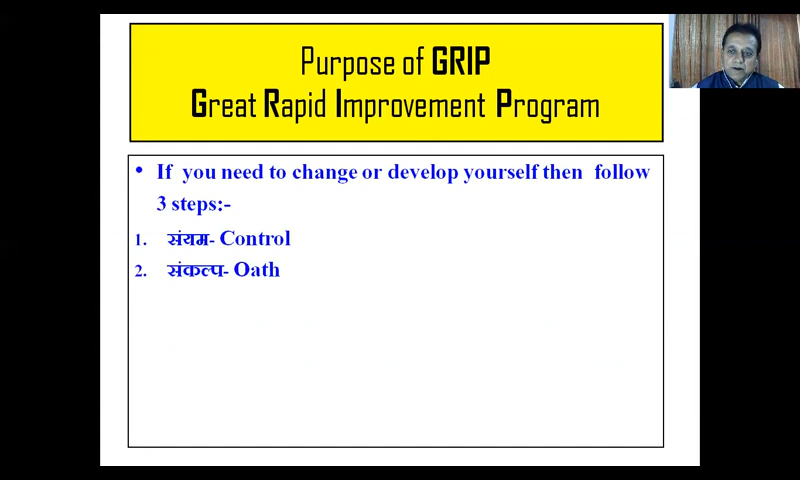 Purpose of GRIP
Great Rapid Improvement Program
• If you need to change or develop yourself then follow
3 steps:-
1. संयम- Control
2. संकल्प- Oath